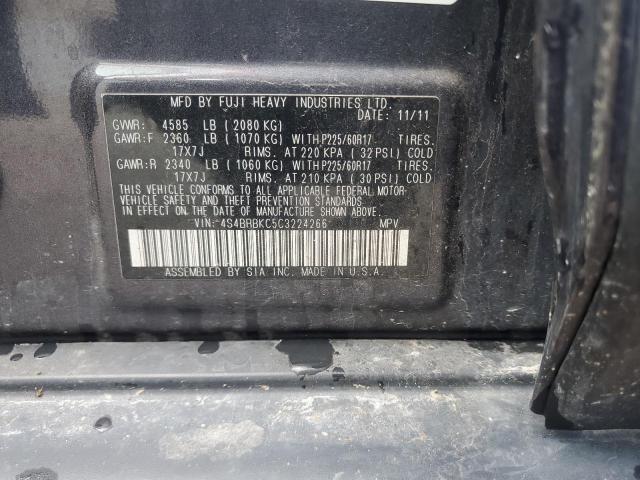 MFD BY FUJI HEAVY INDUSTRIES LTD.
DATE: 11/11
GVWR: 4585 LB ( 2080 KG)
GAWR:F 2360 LB ( 1070 KG) WITH P225/60R17 TIRES.
17X7J RIMS. AT 220 KPA ( 32 PSI) COLD
GAWR:R 2340 LB ( 1060 KG) WITH P225/60R17 TIRES.
17X7J RIMS. AT 210 KPA ( 30 PSI) COLD
THIS VEHICLE CONFORMS TO ALL APPLICABLE FEDERAL MOTOR-
VEHICLE SAFETY AND THEFT PREVENTION STANDARDS
IN EFFECT ON THE DATE OF MANUFACTURE SHOWN ABOVE.
VIN: 4S4BRBKC5C3224266 MPV
ASSEMBLED BY SIA INC. MADE IN U.S.A.